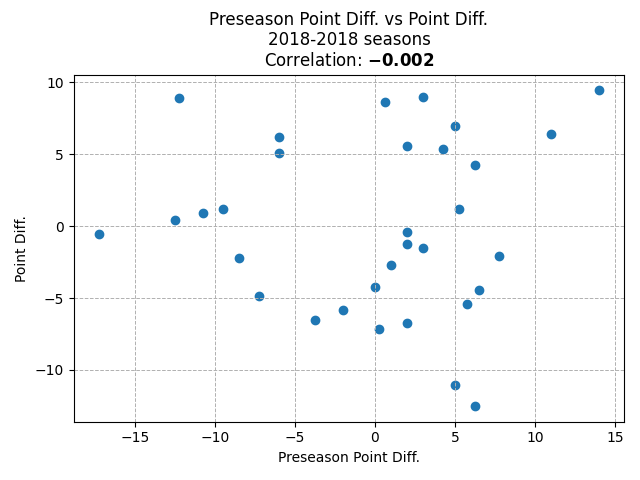 Preseason Point Diff. vs Point Diff.
2018-2018 seasons
Correlation: −0.002
10
5
0
−5
−10
Point Diff.
−15
−10
−5
0
5
10
15
Preseason Point Diff.